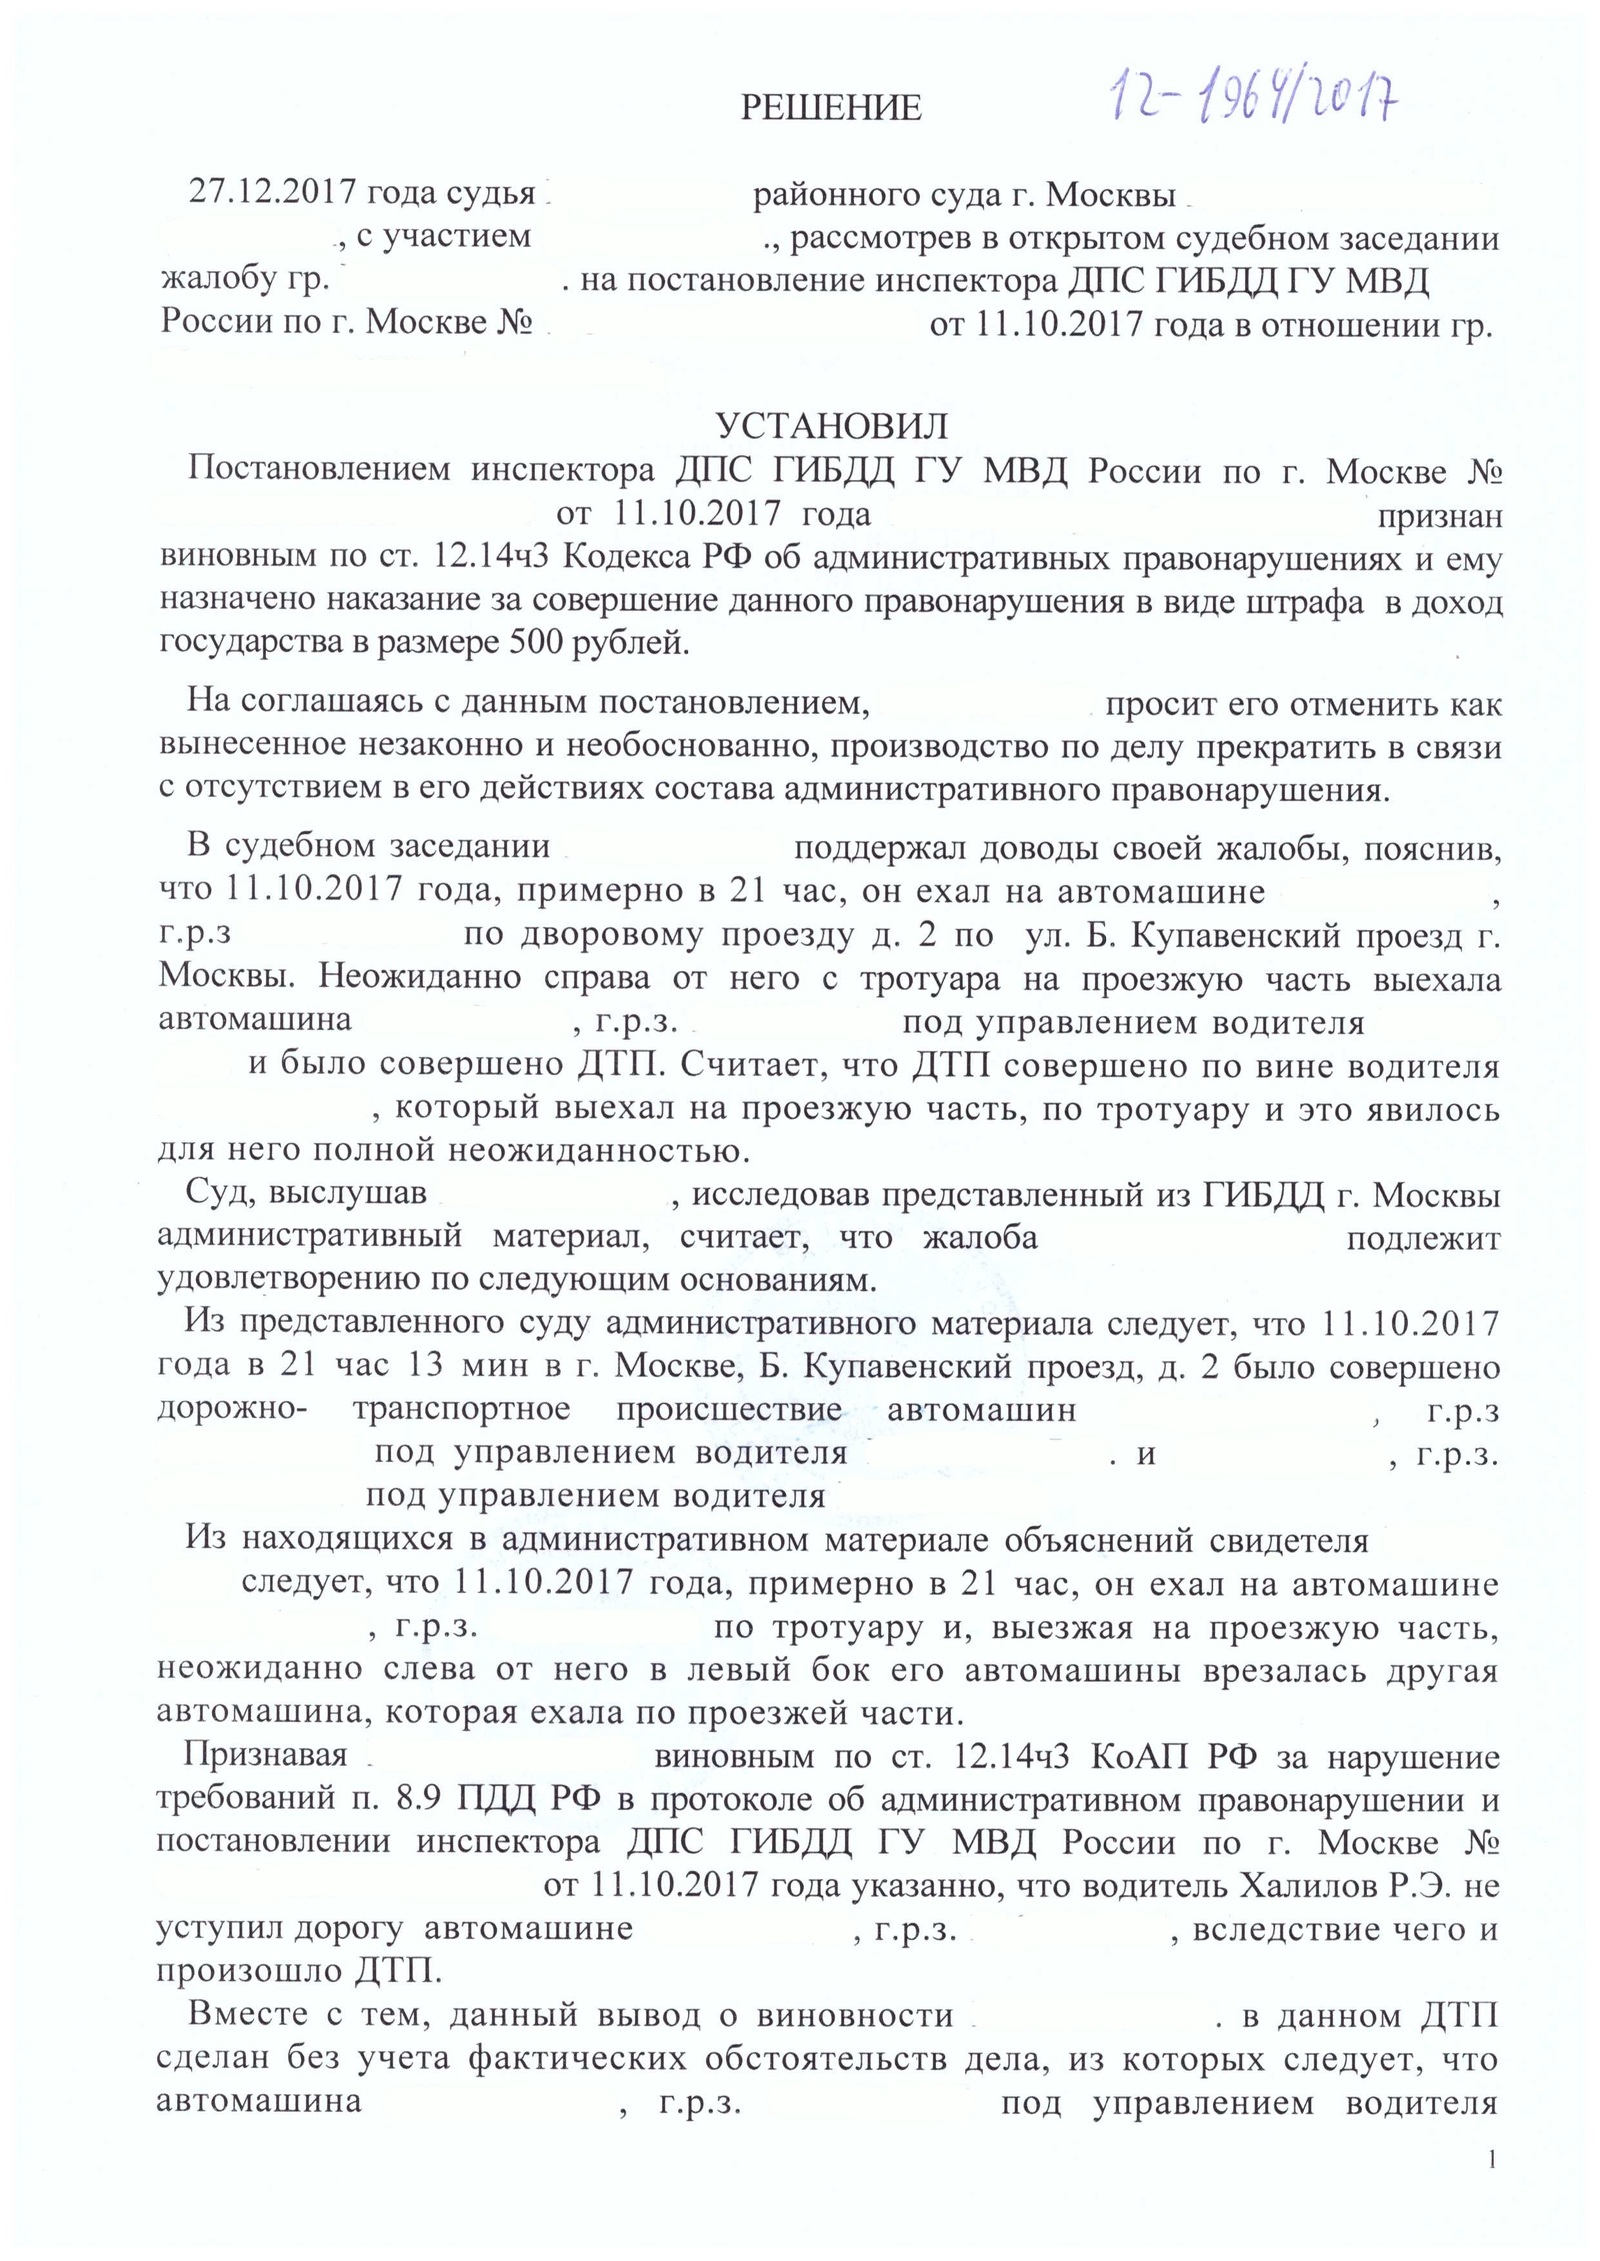 РЕШЕНИЕ
12-1964/2017
27.12.2017 года судья районного суда г. Москвы
., с участием ., рассмотрев в открытом судебном заседании
жалобу гр. . на постановление инспектора ДПС ГИБДД ГУ МВД
России по г. Москве № от 11.10.2017 года в отношении гр.
УСТАНОВИЛ
Постановлением инспектора ДПС ГИБДД ГУ МВД России по г. Москве №
от 11.10.2017 года признан
виновным по ст. 12.14ч3 Кодекса РФ об административных правонарушениях и ему
назначено наказание за совершение данного правонарушения в виде штрафа в доход
государства в размере 500 рублей.
На соглашаясь с данным постановлением, просит его отменить как
вынесенное незаконно и необоснованно, производство по делу прекратить в связи
с отсутствием в его действиях состава административного правонарушения.
В судебном заседании поддержал доводы своей жалобы, пояснив,
что 11.10.2017 года, примерно в 21 час, он ехал на автомашине ,
г.р.з по дворовому проезду д. 2 по ул. Б. Купавенский проезд г.
Москвы. Неожиданно справа от него с тротуара на проезжую часть выехала
автомашина , г.р.з. под управлением водителя
и было совершено ДТП. Считает, что ДТП совершено по вине водителя
, который выехал на проезжую часть, по тротуару и это явилось
для него полной неожиданностью.
Суд, выслушав , исследовав представленный из ГИБДД г. Москвы
административный материал, считает, что жалоба подлежит
удовлетворению по следующим основаниям.
Из представленного суду административного материала следует, что 11.10.2017
года в 21 час 13 мин в г. Москве, Б. Купавенский проезд, д. 2 было совершено
дорожно- транспортное происшествие автомашин , г.р.з
под управлением водителя . и , г.р.з.
под управлением водителя
Из находящихся в административном материале объяснений свидетеля
следует, что 11.10.2017 года, примерно в 21 час, он ехал на автомашине
, г.р.з. по тротуару и, выезжая на проезжую часть,
неожиданно слева от него в левый бок его автомашины врезалась другая
автомашина, которая ехала по проезжей части.
Признавая виновным по ст. 12.14ч3 КоАП РФ за нарушение
требований п. 8.9 ПДД РФ в протоколе об административном правонарушении и
постановлении инспектора ДПС ГИБДД ГУ МВД России по г. Москве №
от 11.10.2017 года указанно, что водитель Халилов Р.Э. не
уступил дорогу автомашине , г.р.з. , вследствие чего и
произошло ДТП.
Вместе с тем, данный вывод о виновности . в данном ДТП
сделан без учета фактических обстоятельств дела, из которых следует, что
автомашина , г.р.з. под управлением водителя
1